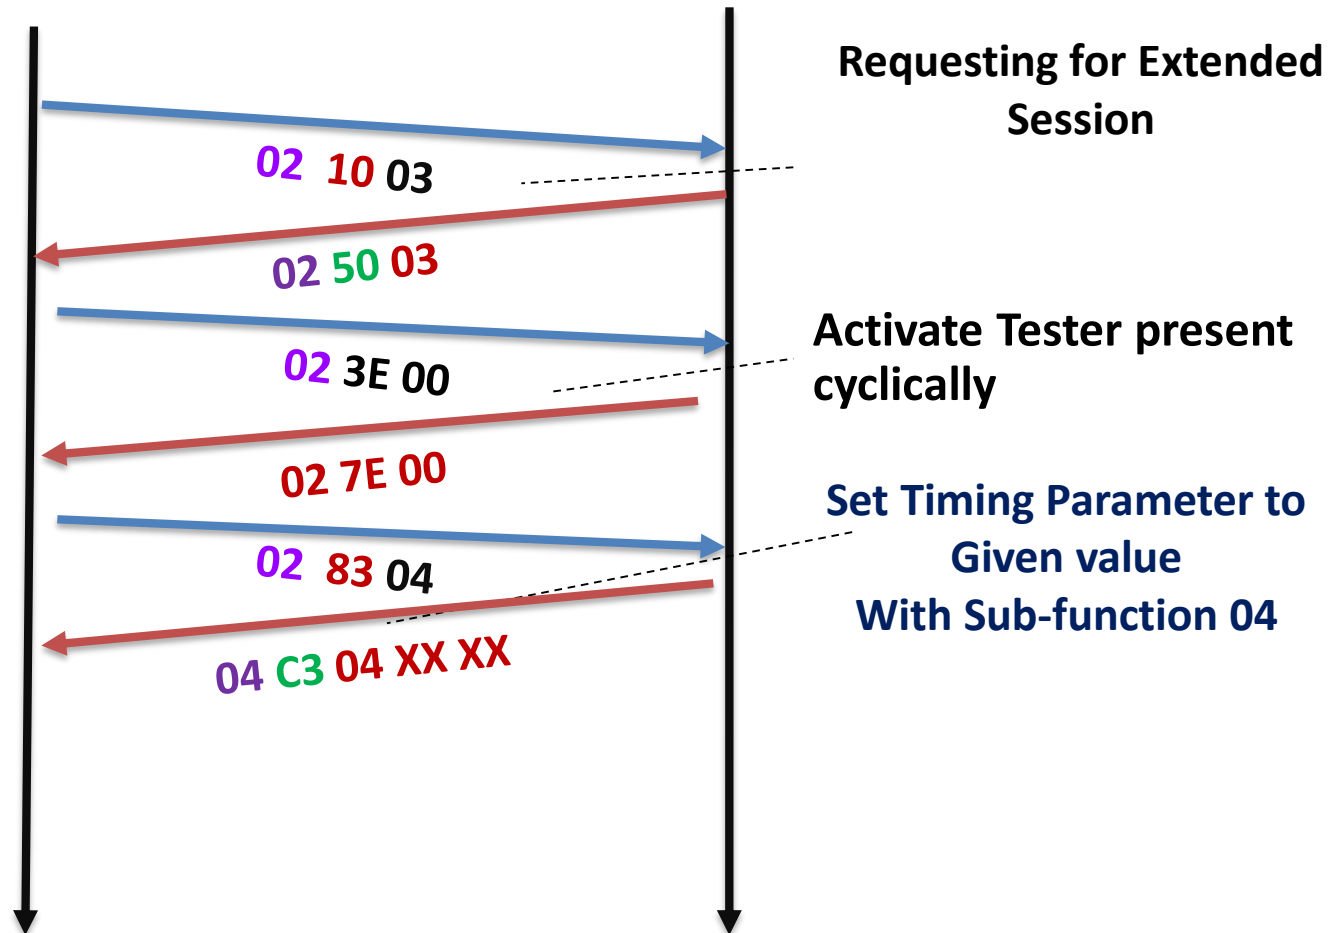 Requesting for Extended
Session
02 10 03
02 50 03
Activate Tester present
cyclically
02 3E 00
02 7E 00
Set Timing Parameter to
Given value
With Sub-function 04
02 83 04
04 C3 04 XX XX